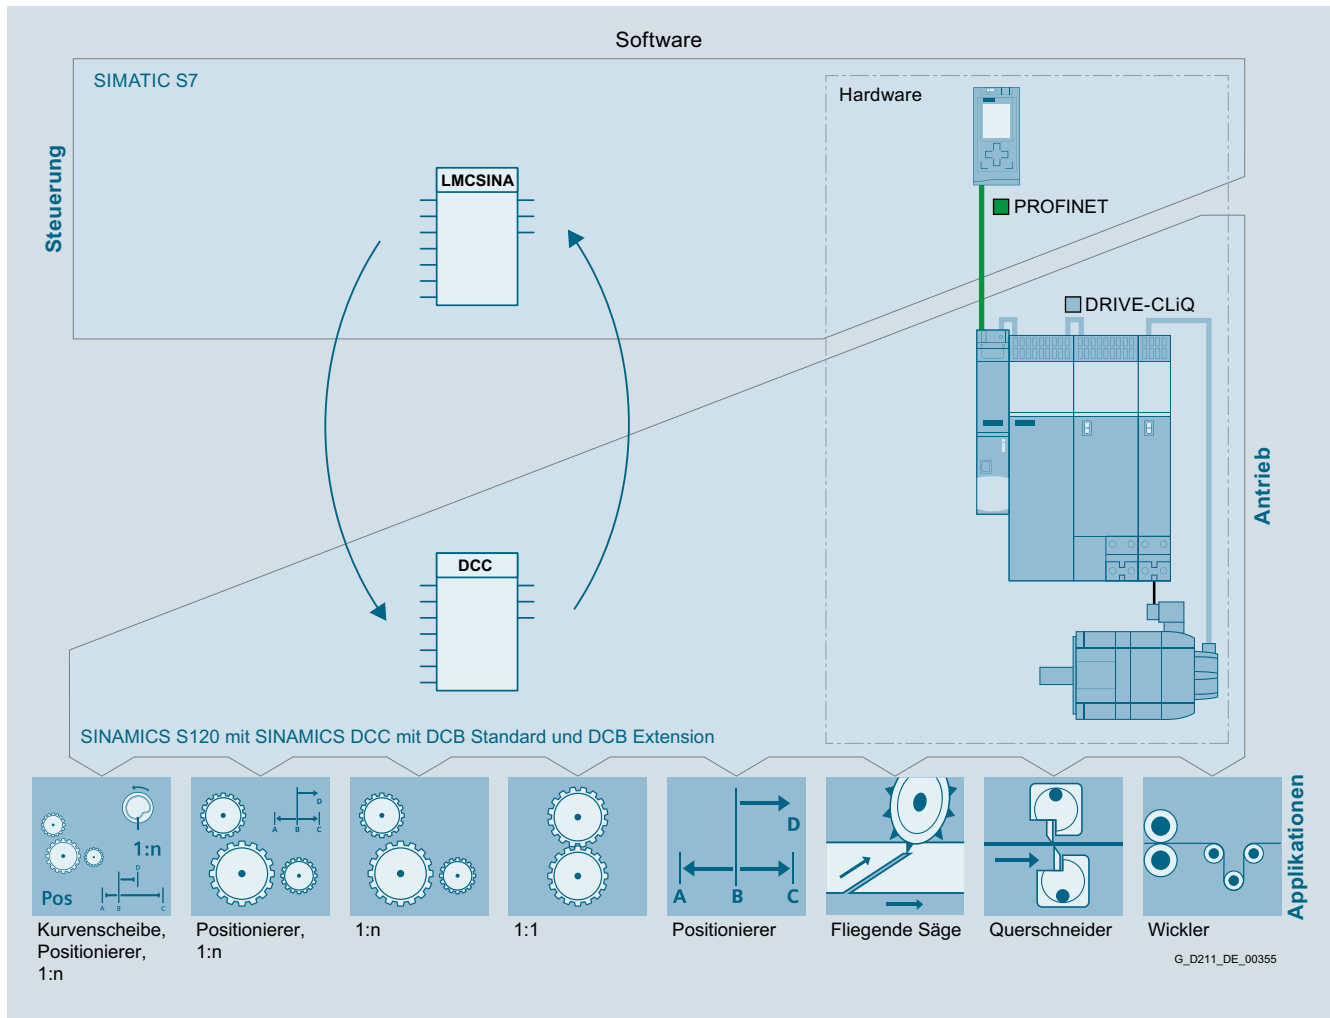 Software
SIMATIC S7
Hardware
Steuerung
LMCSINA
PROFINET
DRIVE-CLiQ
Antrieb
DCC
SINAMICS S120 mit SINAMICS DCC mit DCB Standard und DCB Extension
Applikationen
1:n
Pos
D
A B C
D
A B C
D
A B C
Kurvenscheibe,
Positionierer,
1:n
Positionierer,
1:n
1:n
1:1
Positionierer
Fliegende Säge
Querschneider
Wickler
G_D211_DE_00355